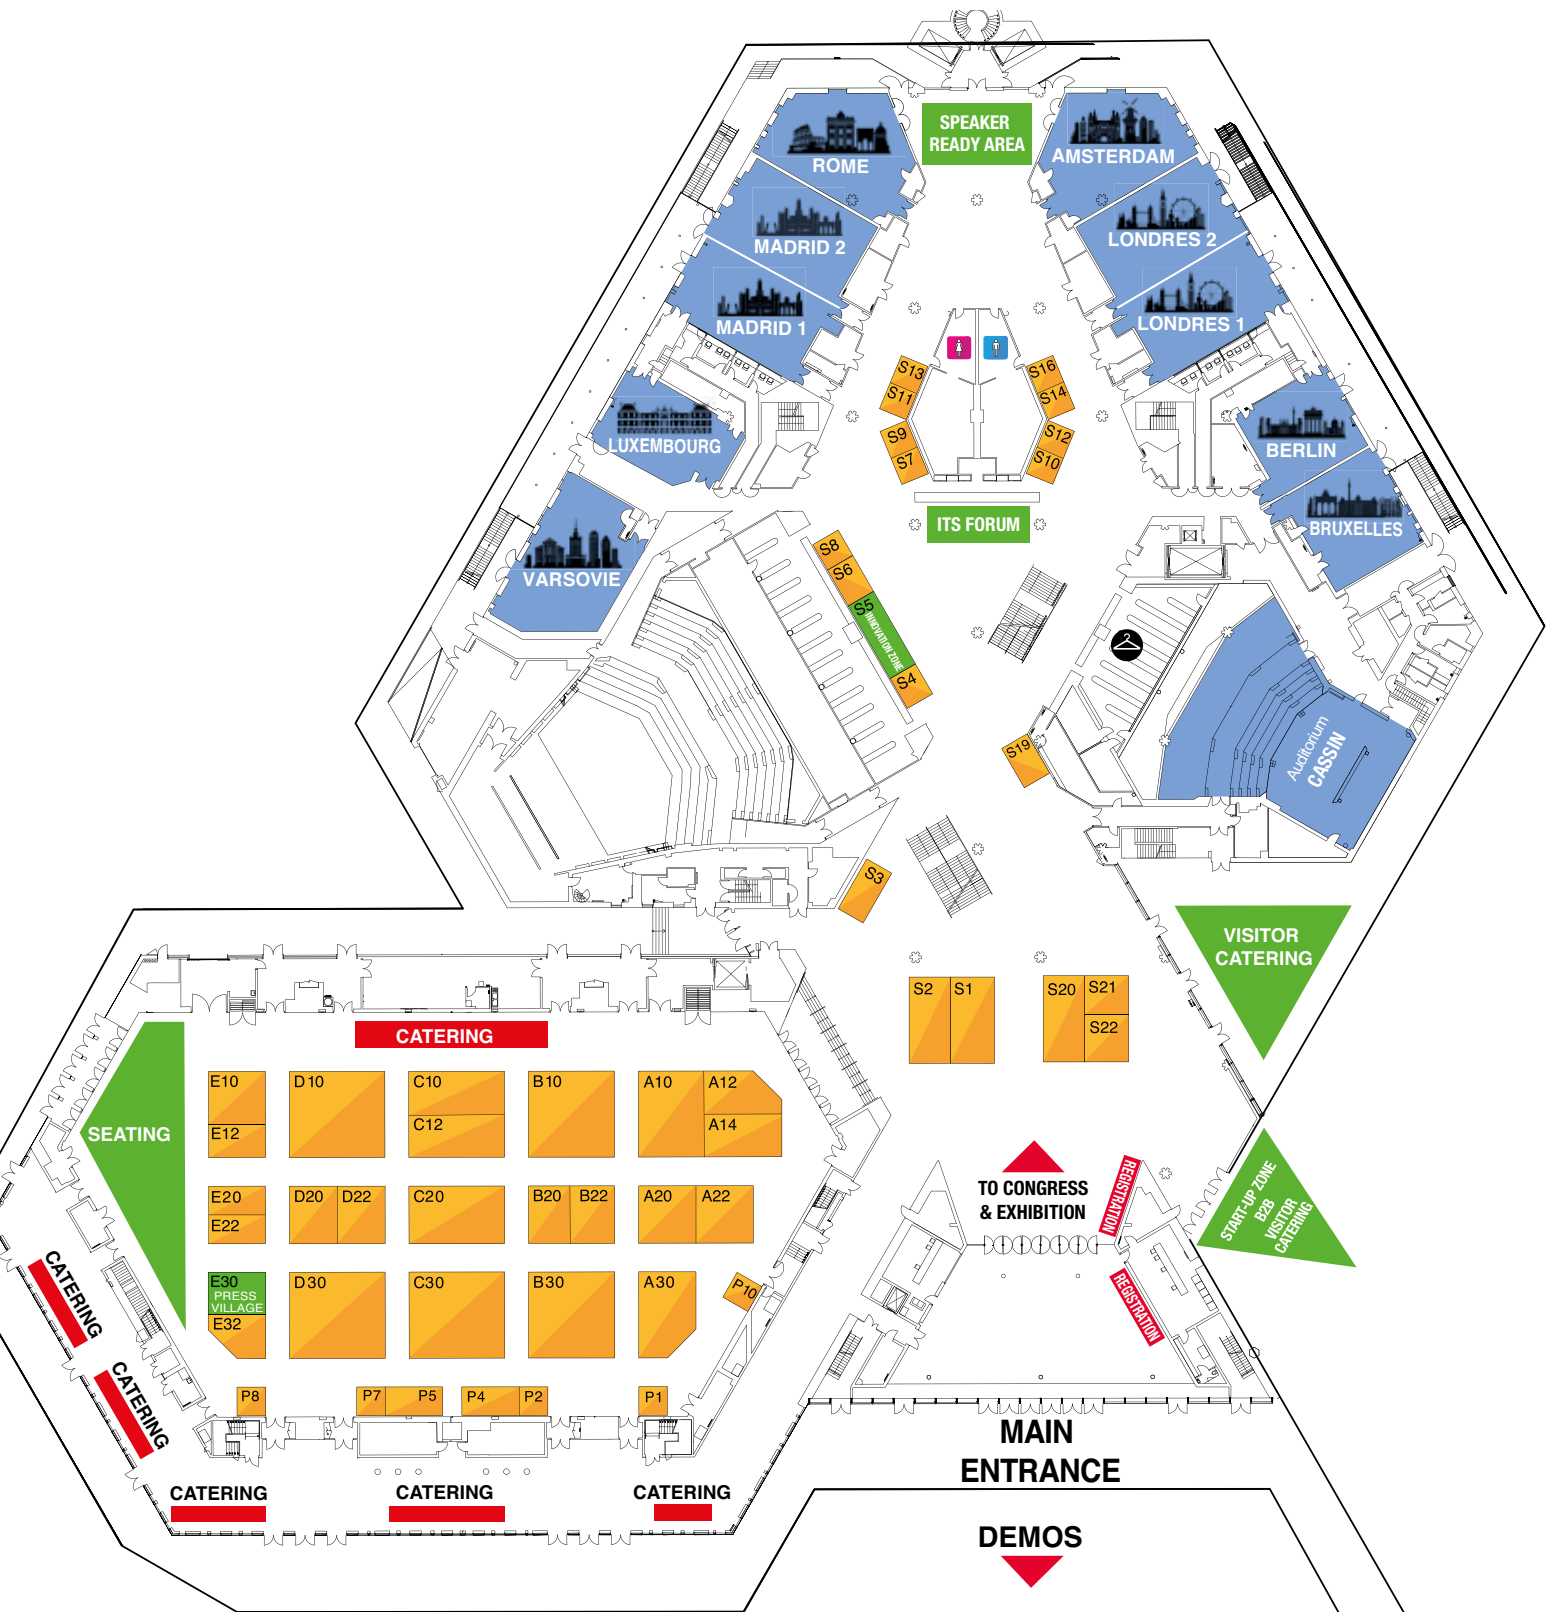 SPEAKER
READY AREA
ROME
AMSTERDAM
MADRID 2
LONDRES 2
MADRID 1
LONDRES 1
S13
S11
S16
S14
S9
S7
S12
S10
LUXEMBOURG
BERLIN
BRUXELLES
ITS FORUM
VARSOVIE
S8
S6
S5
INNOVATION ZONE
S4
S19
Auditorium
CASSIN
S3
VISITOR
CATERING
S2
S1
S20
S21
S22
CATERING
SEATING
E10
D10
C10
B10
A10
A12
E12
C12
A14
E20
D20
D22
C20
B20
B22
A20
A22
E22
E30
PRESS
VILLAGE
D30
C30
B30
A30
P10
E32
P8
P7
P5
P4
P2
P1
CATERING
CATERING
CATERING
CATERING
CATERING
TO CONGRESS
& EXHIBITION
REGISTRATION
REGISTRATION
START-UP ZONE
B2B
VISITOR
CATERING
MAIN
ENTRANCE
DEMOS